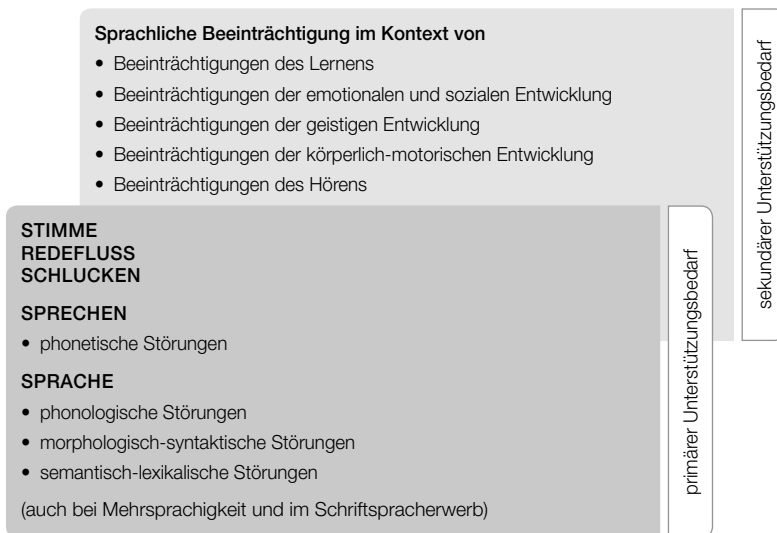 Sprachliche Beeinträchtigung im Kontext von
• Beeinträchtigungen des Lernens
• Beeinträchtigungen der emotionalen und sozialen Entwicklung
• Beeinträchtigungen der geistigen Entwicklung
• Beeinträchtigungen der körperlich-motorischen Entwicklung
• Beeinträchtigungen des Hörens
sekundärer Unterstützungsbedarf
STIMME
REDEFLUSS
SCHLUCKEN
SPRECHEN
• phonetische Störungen
SPRACHE
• phonologische Störungen
• morphologisch-syntaktische Störungen
• semantisch-lexikalische Störungen
(auch bei Mehrsprachigkeit und im Schriftspracherwerb)
primärer Unterstützungsbedarf